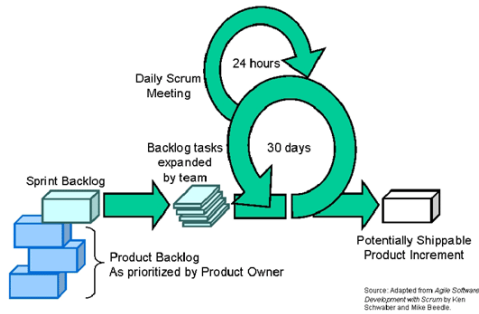 24 hours
Daily Scrum
Meeting
Backlog tasks
expanded
by team
30 days
Sprint Backlog
Product Backlog
As prioritized by Product Owner
Potentially Shippable
Product Increment
Source: Adapted from Agile Software
Development with Scrum by Ken
Schwaber and Mike Beedle.